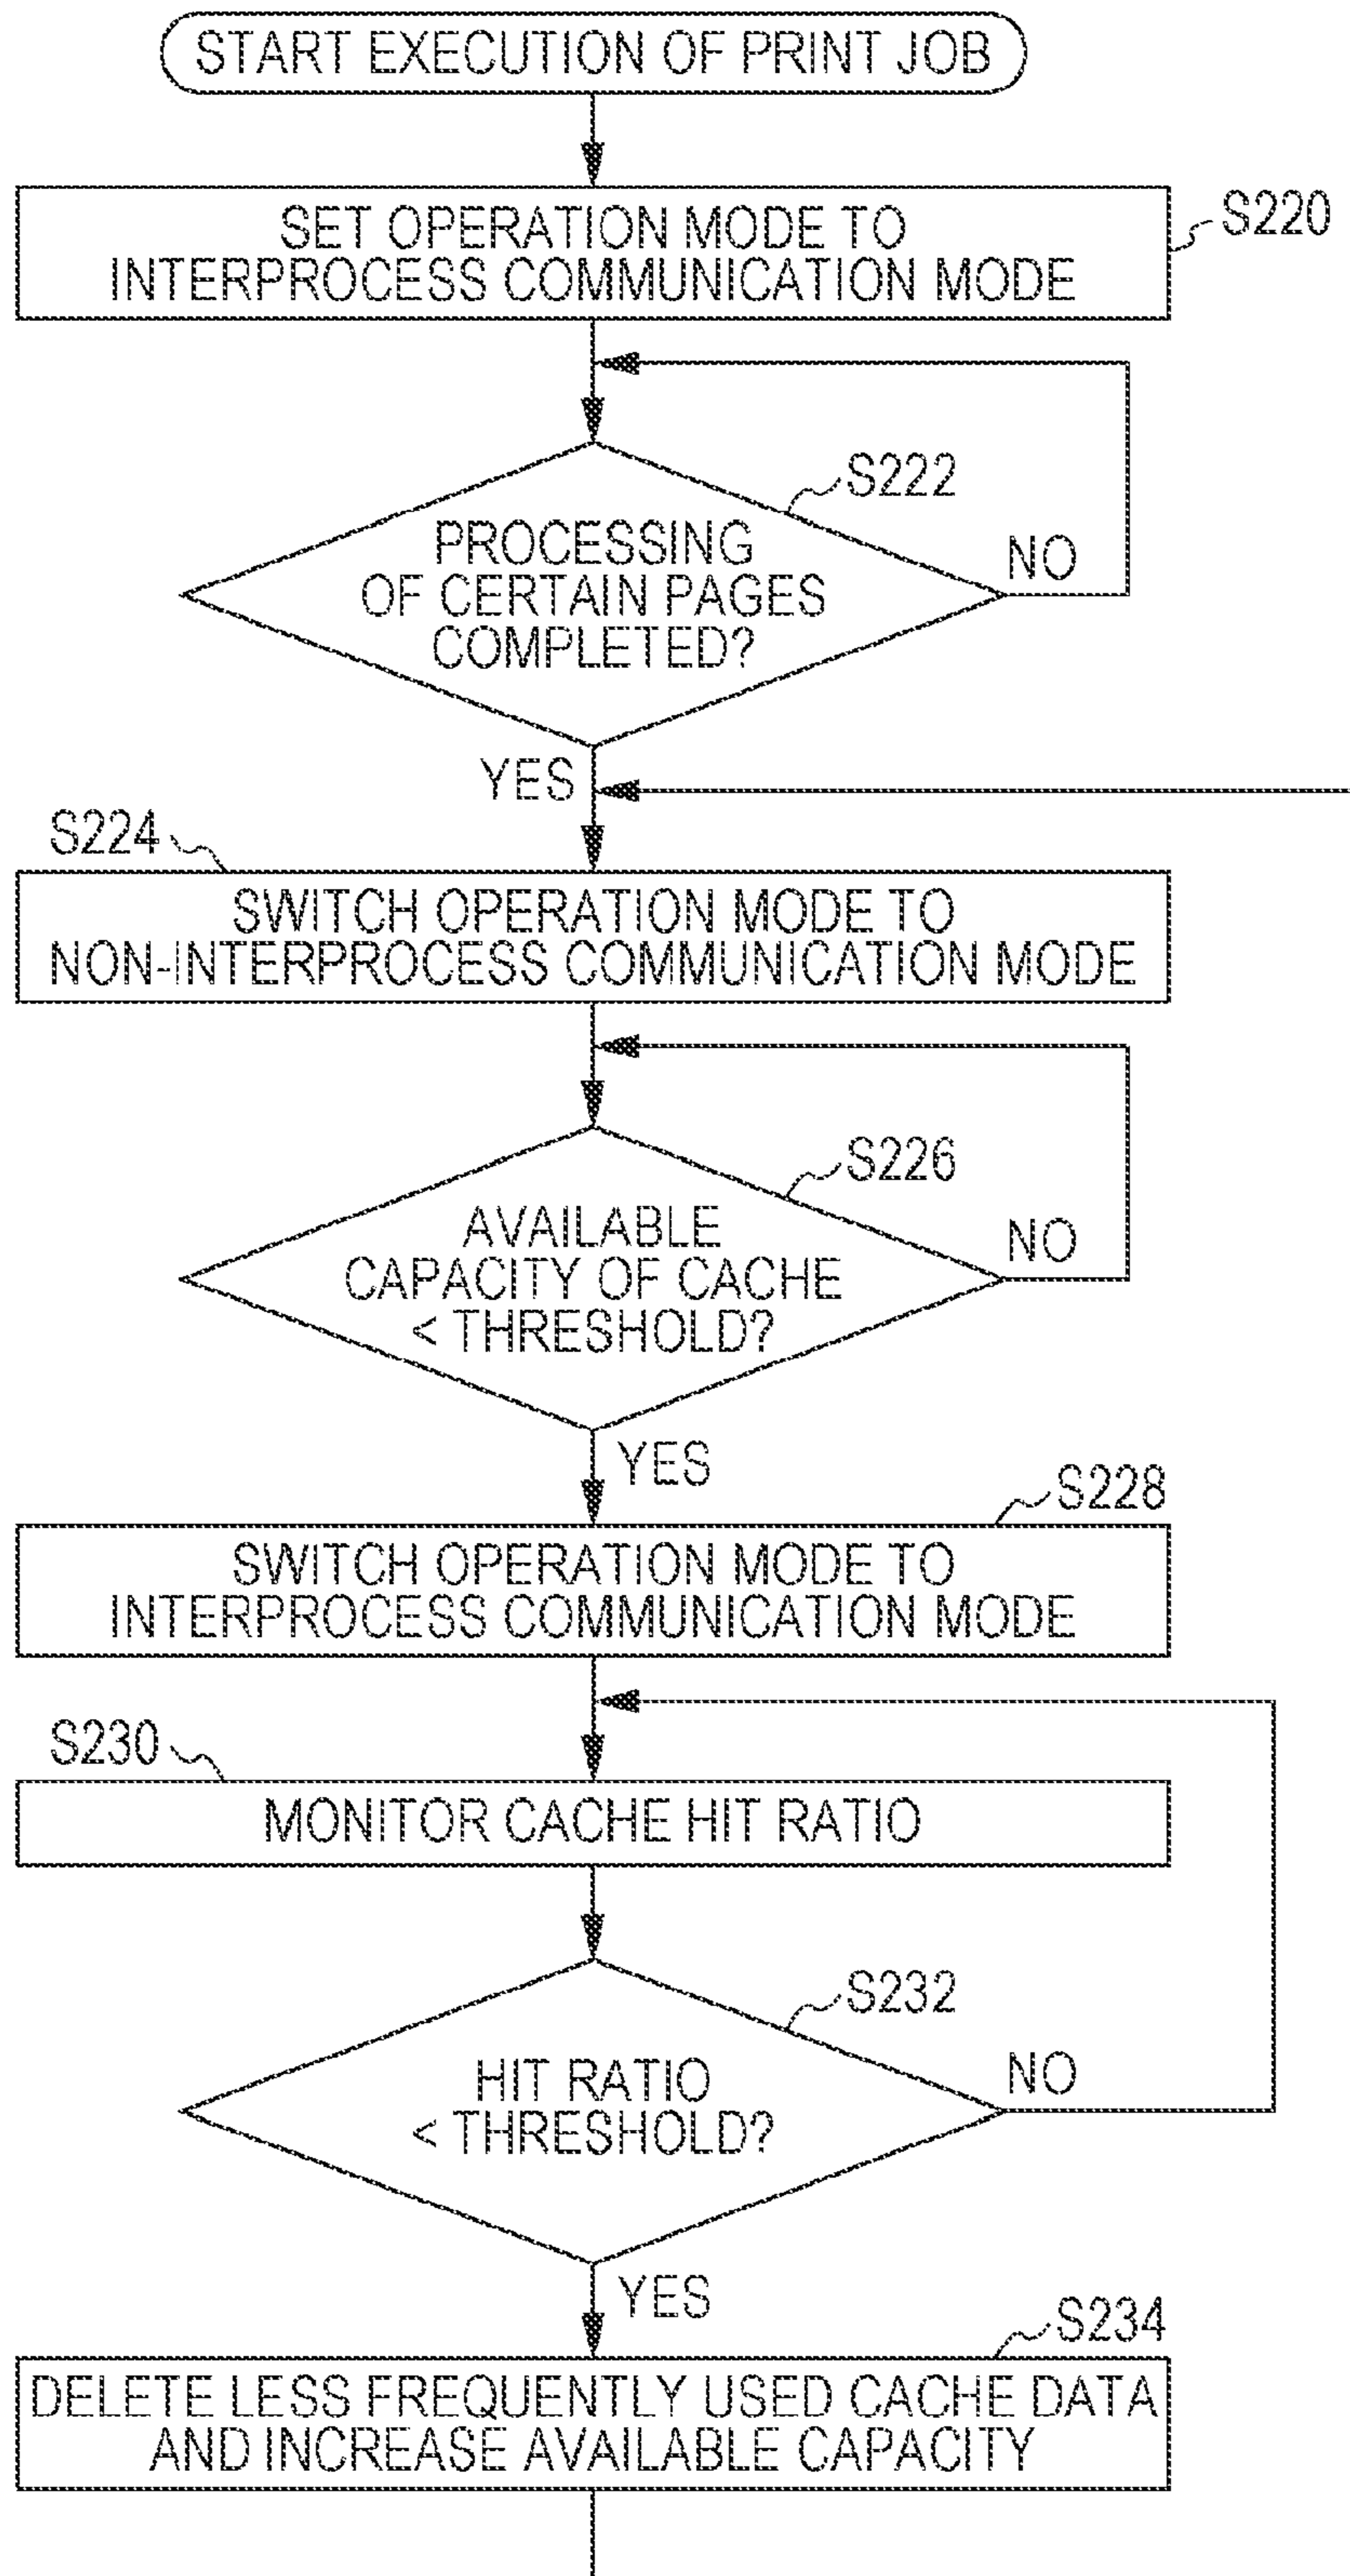 START EXECUTION OF PRINT JOB
SET OPERATION MODE TO
INTERPROCESS COMMUNICATION MODE
S220
S222
PROCESSING
OF CERTAIN PAGES
COMPLETED?
NO
YES
S224
SWITCH OPERATION MODE TO
NON-INTERPROCESS COMMUNICATION MODE
S226
AVAILABLE
CAPACITY OF CACHE
< THRESHOLD?
NO
YES
S228
SWITCH OPERATION MODE TO
INTERPROCESS COMMUNICATION MODE
S230
MONITOR CACHE HIT RATIO
S232
HIT RATIO
< THRESHOLD?
NO
YES
S234
DELETE LESS FREQUENTLY USED CACHE DATA
AND INCREASE AVAILABLE CAPACITY